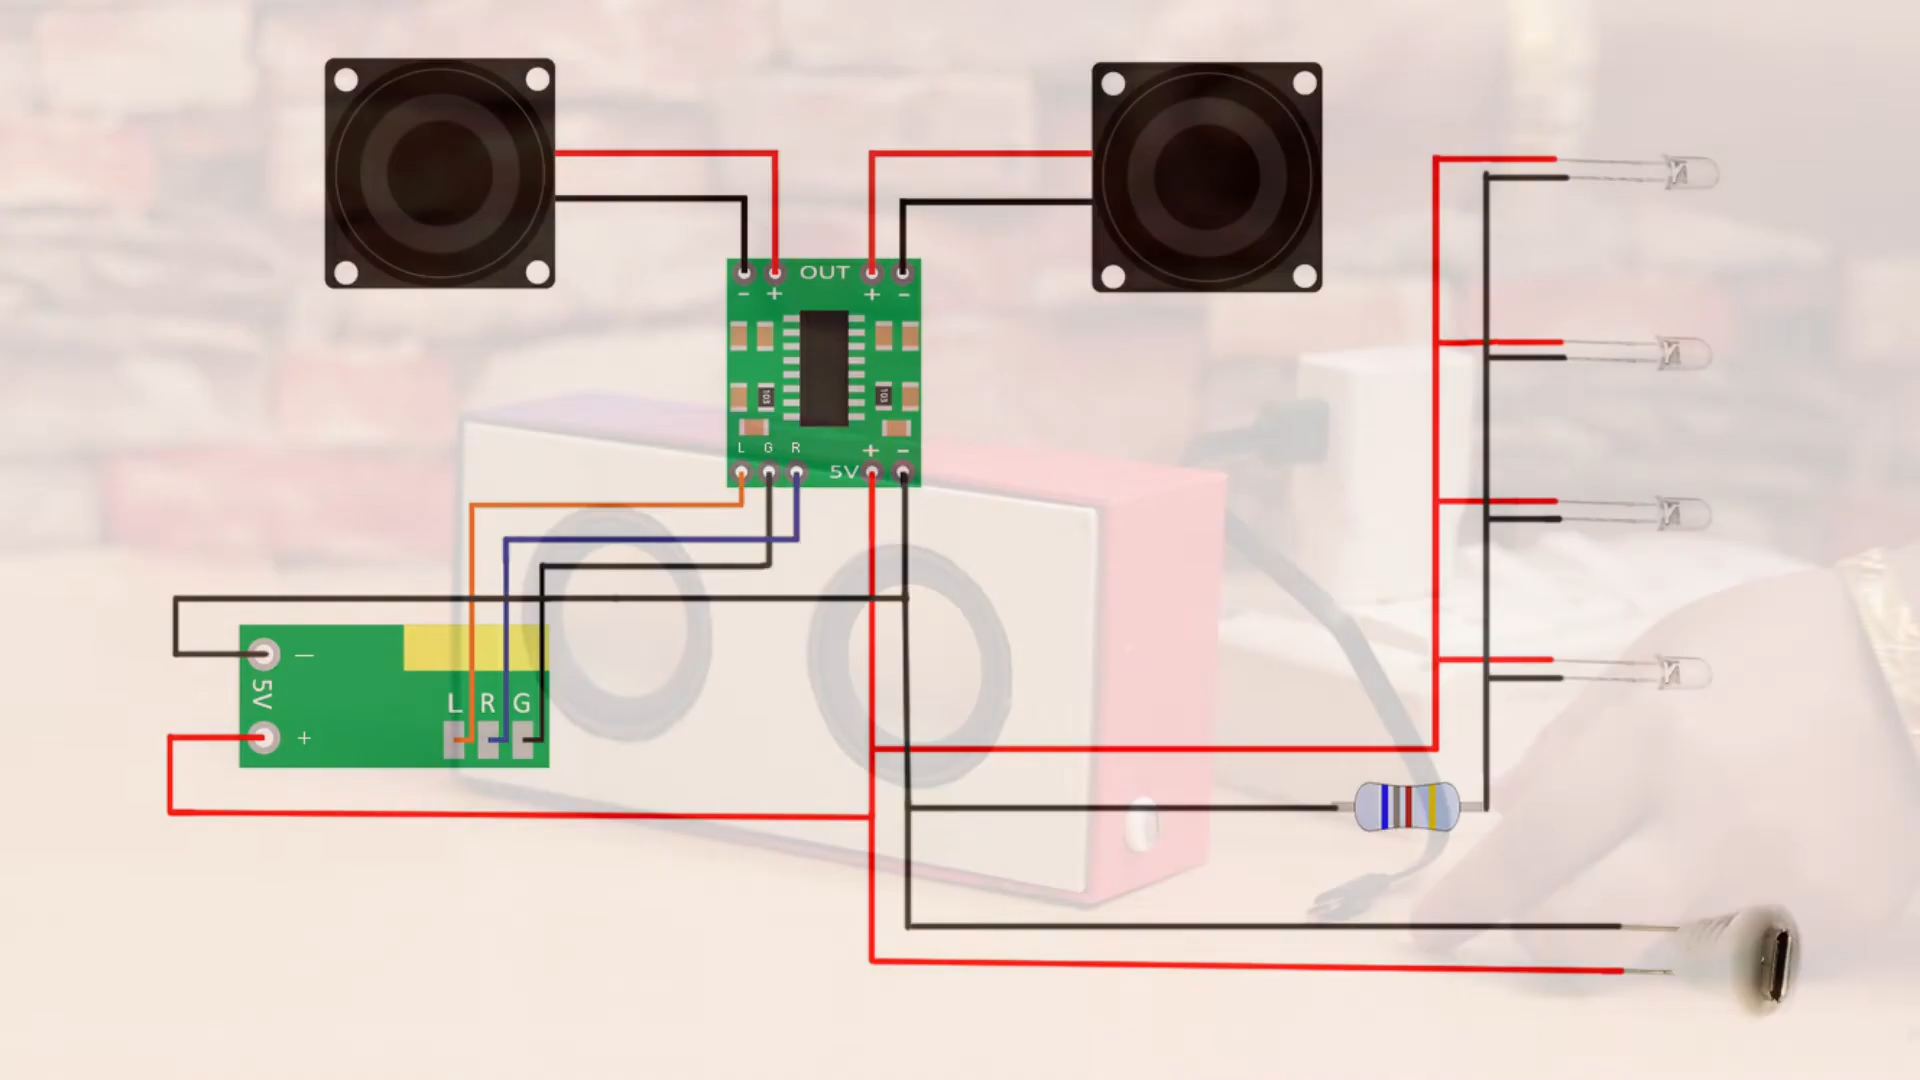 - + OUT + -
103 103
L G R + -
5V
—
5V
L R G
+